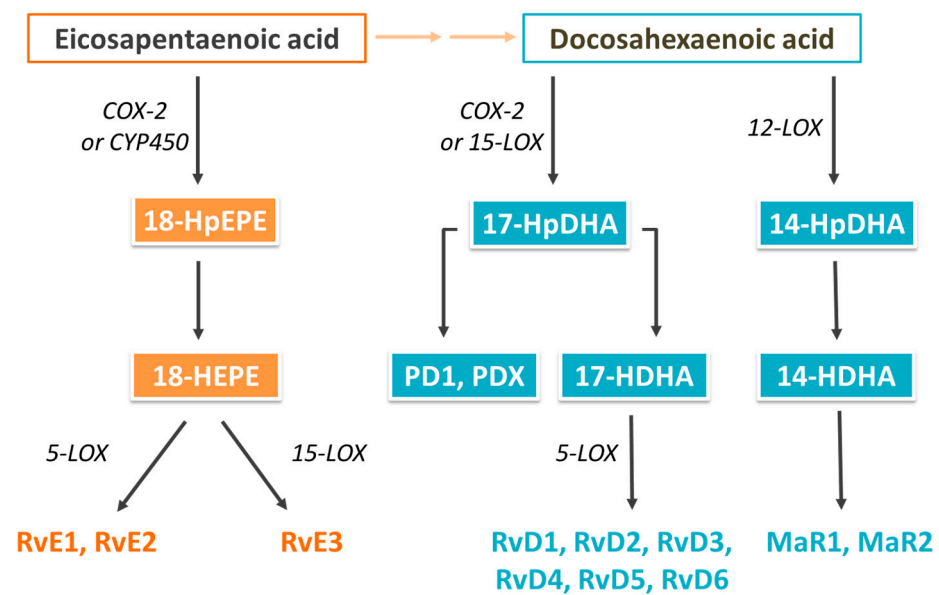 Eicosapentaenoic acid
Docosahexaenoic acid
COX-2
or CYP450
COX-2
or 15-LOX
12-LOX
18-HpEPE
17-HpDHA
14-HpDHA
18-HEPE
PD1, PDX
17-HDHA
14-HDHA
5-LOX
15-LOX
5-LOX
RvE1, RvE2
RvE3
RvD1, RvD2, RvD3,
RvD4, RvD5, RvD6
MaR1, MaR2